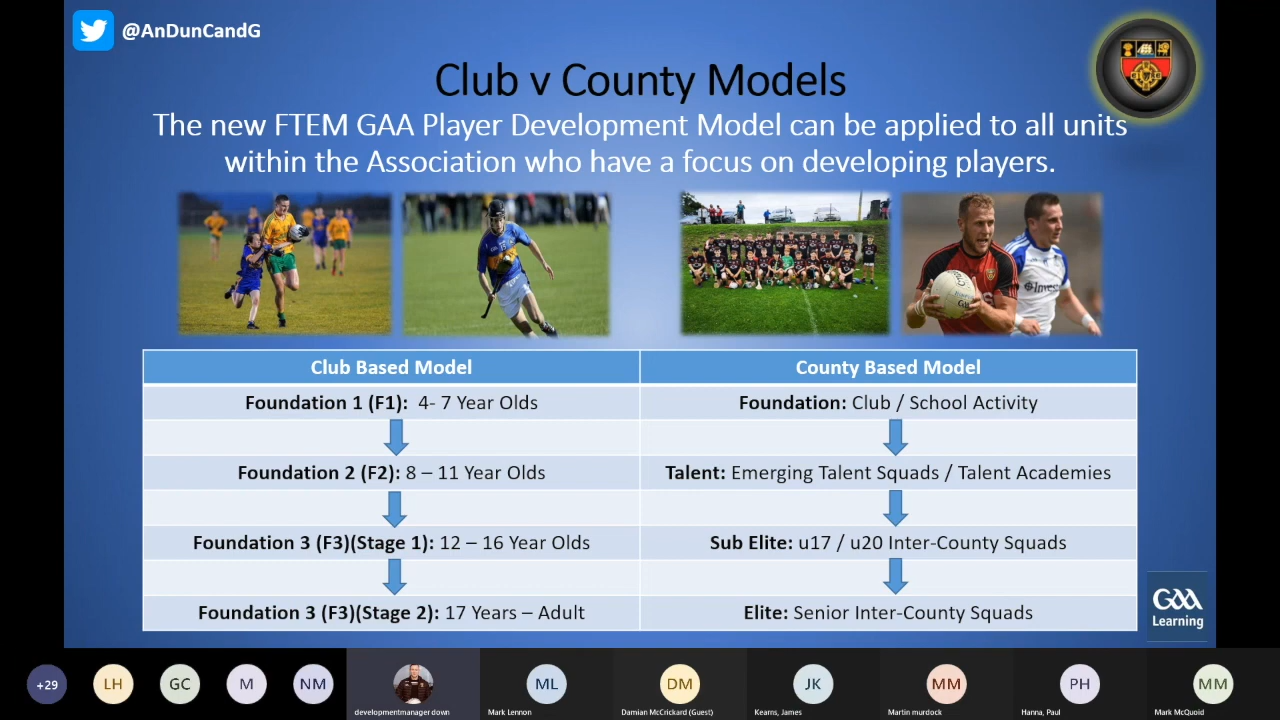 @AnDunCandG
Club v County Models
The new FTEM GAA Player Development Model can be applied to all units
within the Association who have a focus on developing players.
Club Based Model
County Based Model
Foundation 1 (F1): 4- 7 Year Olds
Foundation: Club / School Activity
Foundation 2 (F2): 8 – 11 Year Olds
Talent: Emerging Talent Squads / Talent Academies
Foundation 3 (F3)(Stage 1): 12 – 16 Year Olds
Sub Elite: u17 / u20 Inter-County Squads
Foundation 3 (F3)(Stage 2): 17 Years – Adult
Elite: Senior Inter-County Squads
GAA
Learning
+29
LH
GC
M
NM
developmentmanager down
ML
Mark Lennon
DM
Damian McCrickard (Guest)
JK
Kearns, James
MM
Martin murdock
PH
Hanna, Paul
MM
Mark McQuoid